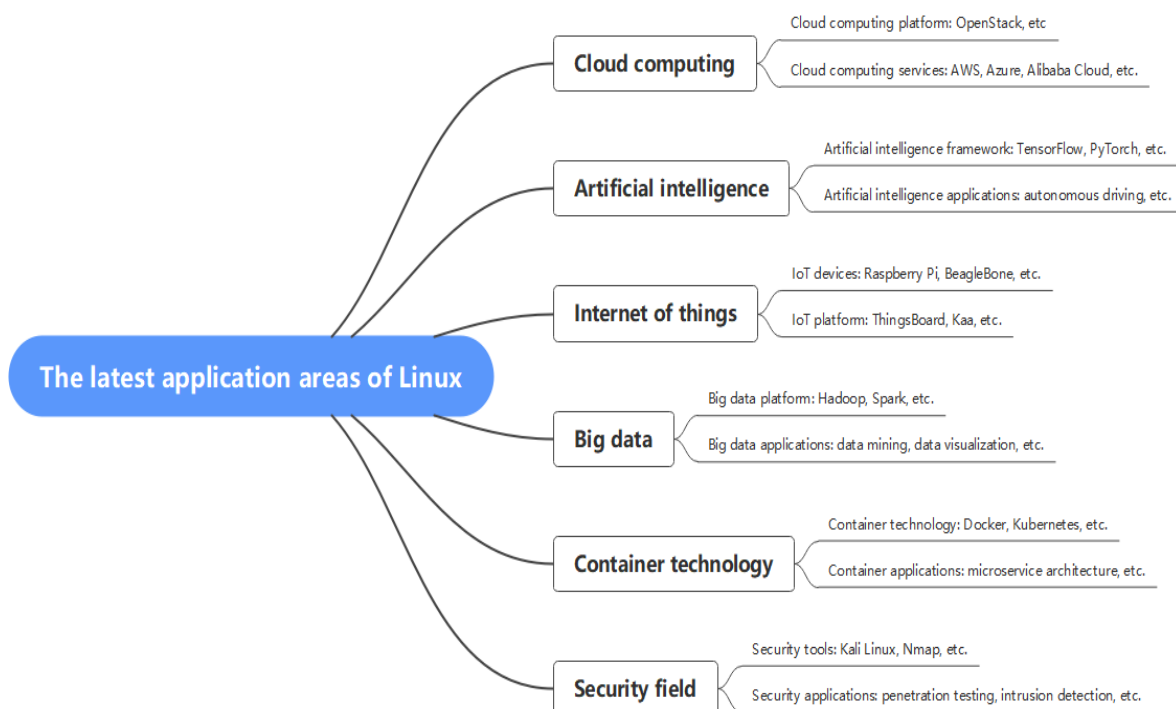 The latest application areas of Linux
Cloud computing
Cloud computing platform: OpenStack, etc
Cloud computing services: AWS, Azure, Alibaba Cloud, etc.
Artificial intelligence
Artificial intelligence framework: TensorFlow, PyTorch, etc.
Artificial intelligence applications: autonomous driving, etc.
Internet of things
IoT devices: Raspberry Pi, BeagleBone, etc.
IoT platform: ThingsBoard, Kaa, etc.
Big data
Big data platform: Hadoop, Spark, etc.
Big data applications: data mining, data visualization, etc.
Container technology
Container technology: Docker, Kubernetes, etc.
Container applications: microservice architecture, etc.
Security field
Security tools: Kali Linux, Nmap, etc.
Security applications: penetration testing, intrusion detection, etc.